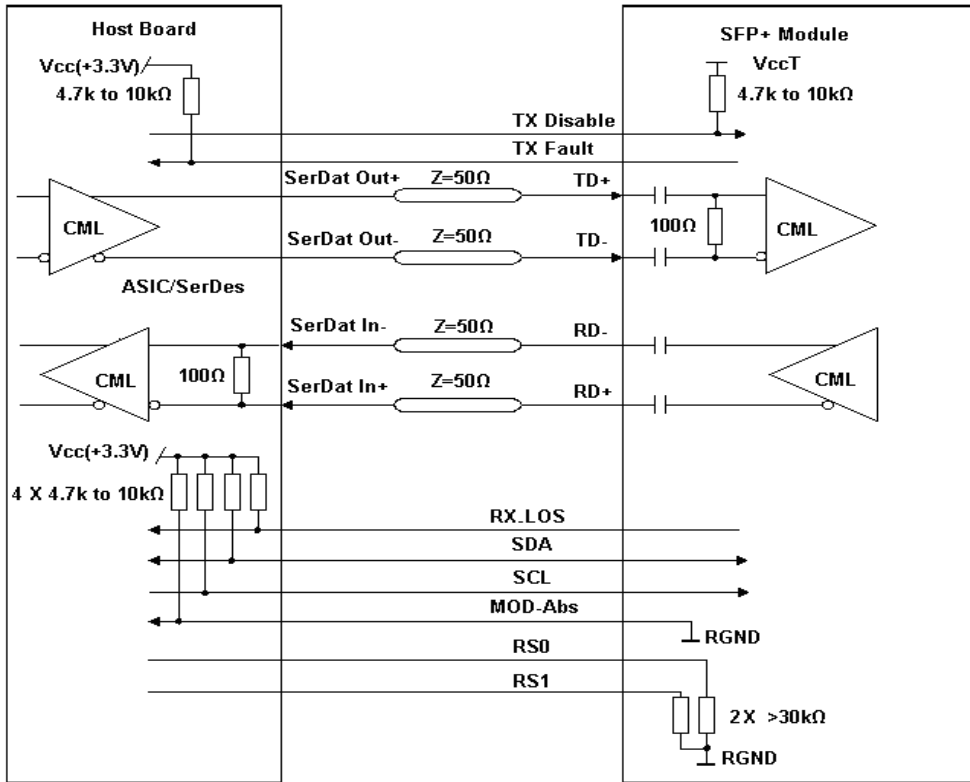 Host Board
SFP+ Module
Vcc(+3.3V)
4.7k to 10kΩ
VccT
4.7k to 10kΩ
TX Disable
TX Fault
SerDat Out+
Z=50Ω
TD+
CML
100Ω
CML
SerDat Out-
Z=50Ω
TD-
ASIC/SerDes
SerDat In-
Z=50Ω
RD-
CML
100Ω
CML
SerDat In+
Z=50Ω
RD+
Vcc(+3.3V)
4 X 4.7k to 10kΩ
RX_LOS
SDA
SCL
MOD-Abs
RGND
RS0
RS1
2X >30kΩ
RGND